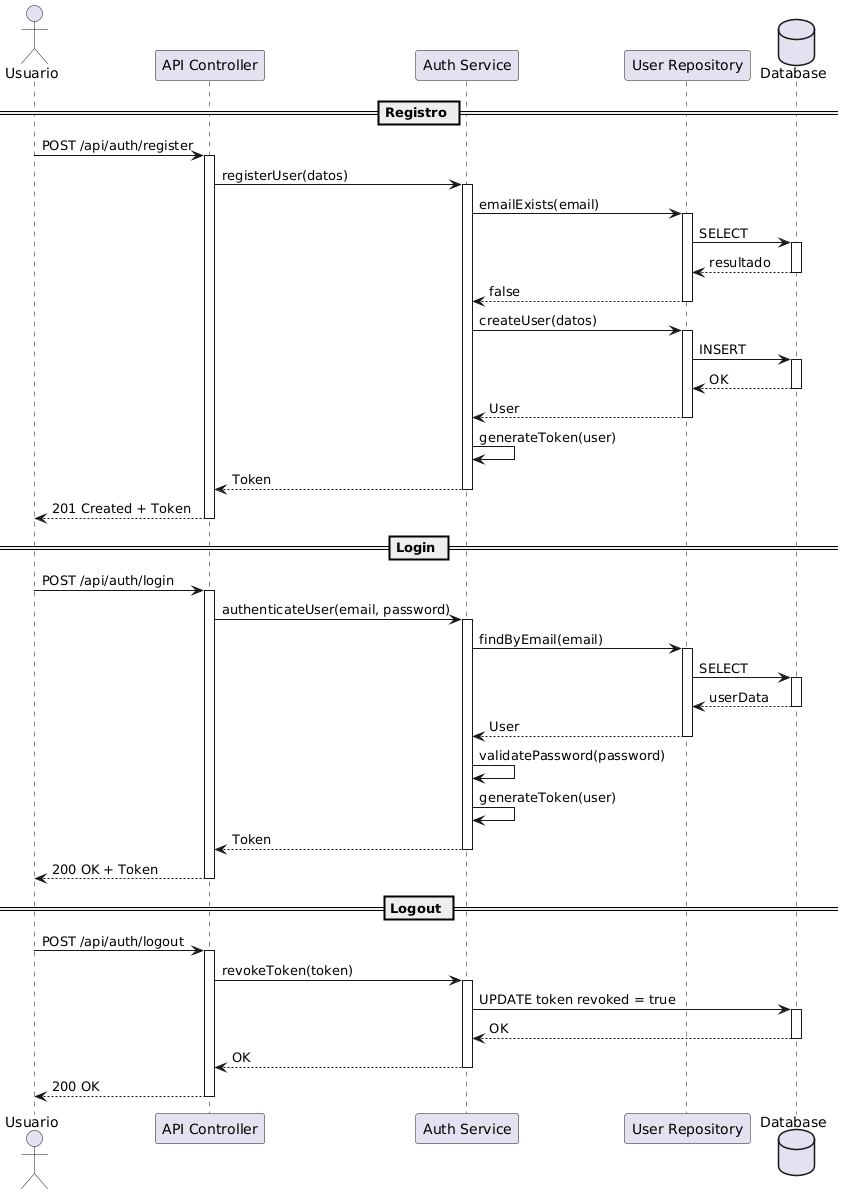 Usuario
API Controller
Auth Service
User Repository
Database
Registro
POST /api/auth/register
registerUser(datos)
emailExists(email)
SELECT
resultado
false
createUser(datos)
INSERT
OK
User
generateToken(user)
Token
201 Created + Token
Login
POST /api/auth/login
authenticateUser(email, password)
findByEmail(email)
SELECT
userData
User
validatePassword(password)
generateToken(user)
Token
200 OK + Token
Logout
POST /api/auth/logout
revokeToken(token)
UPDATE token revoked = true
OK
OK
200 OK
Usuario
API Controller
Auth Service
User Repository
Database